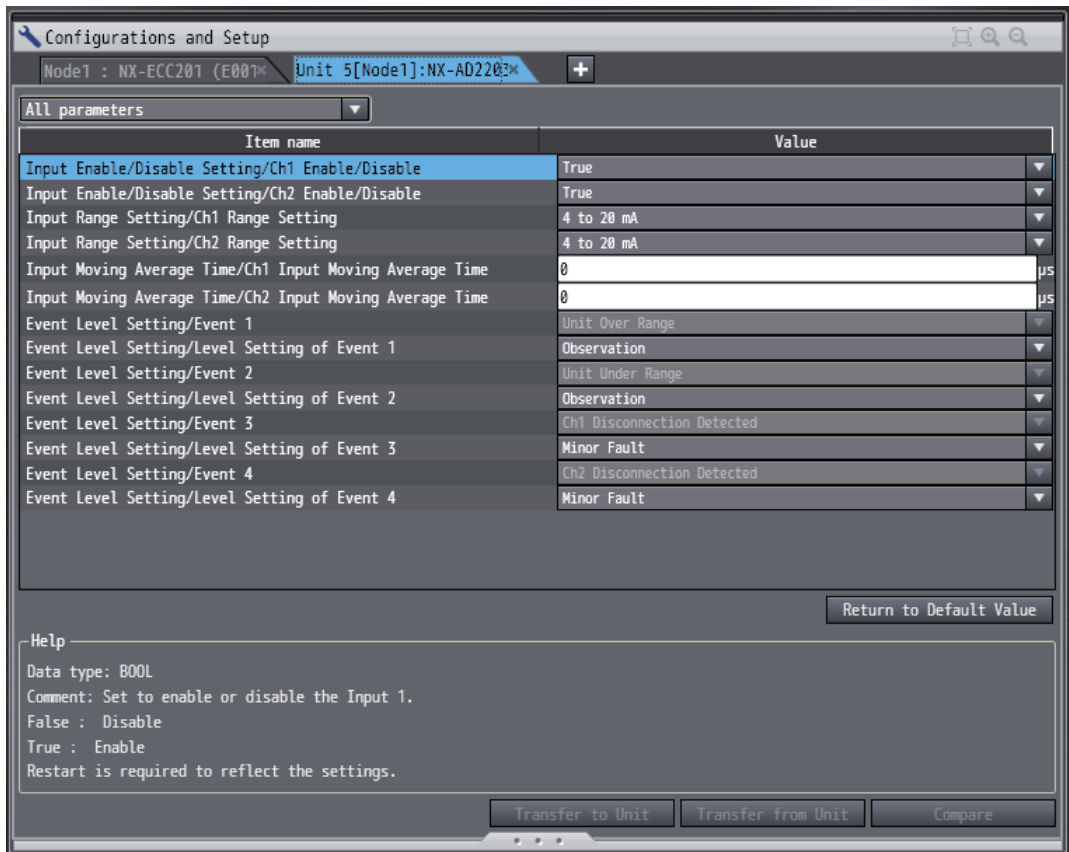 Configurations and Setup
Node1 : NX-ECC201 (E001 Unit 5[Node1]:NX-AD2203
All parameters
Item name Value
Input Enable/Disable Setting/Ch1 Enable/Disable True
Input Enable/Disable Setting/Ch2 Enable/Disable True
Input Range Setting/Ch1 Range Setting 4 to 20 mA
Input Range Setting/Ch2 Range Setting 4 to 20 mA
Input Moving Average Time/Ch1 Input Moving Average Time 0 µs
Input Moving Average Time/Ch2 Input Moving Average Time 0 µs
Event Level Setting/Event 1 Unit Over Range
Event Level Setting/Level Setting of Event 1 Observation
Event Level Setting/Event 2 Unit Under Range
Event Level Setting/Level Setting of Event 2 Observation
Event Level Setting/Event 3 Ch1 Disconnection Detected
Event Level Setting/Level Setting of Event 3 Minor Fault
Event Level Setting/Event 4 Ch2 Disconnection Detected
Event Level Setting/Level Setting of Event 4 Minor Fault
Return to Default Value
Help
Data type: BOOL
Comment: Set to enable or disable the Input 1.
False : Disable
True : Enable
Restart is required to reflect the settings.
Transfer to Unit Transfer from Unit Compare